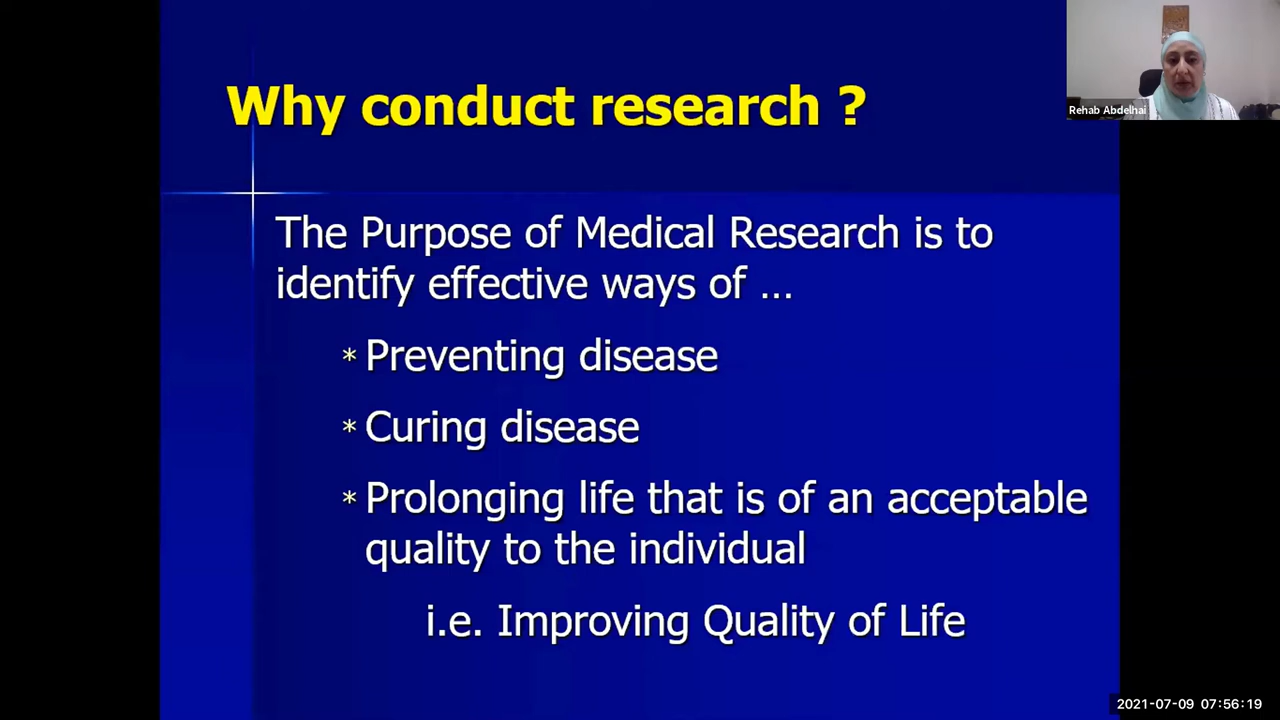 Why conduct research ?
Rehab Abdelhai
The Purpose of Medical Research is to
identify effective ways of ...
* Preventing disease
* Curing disease
* Prolonging life that is of an acceptable
quality to the individual
i.e. Improving Quality of Life
2021-07-09 07:56:19